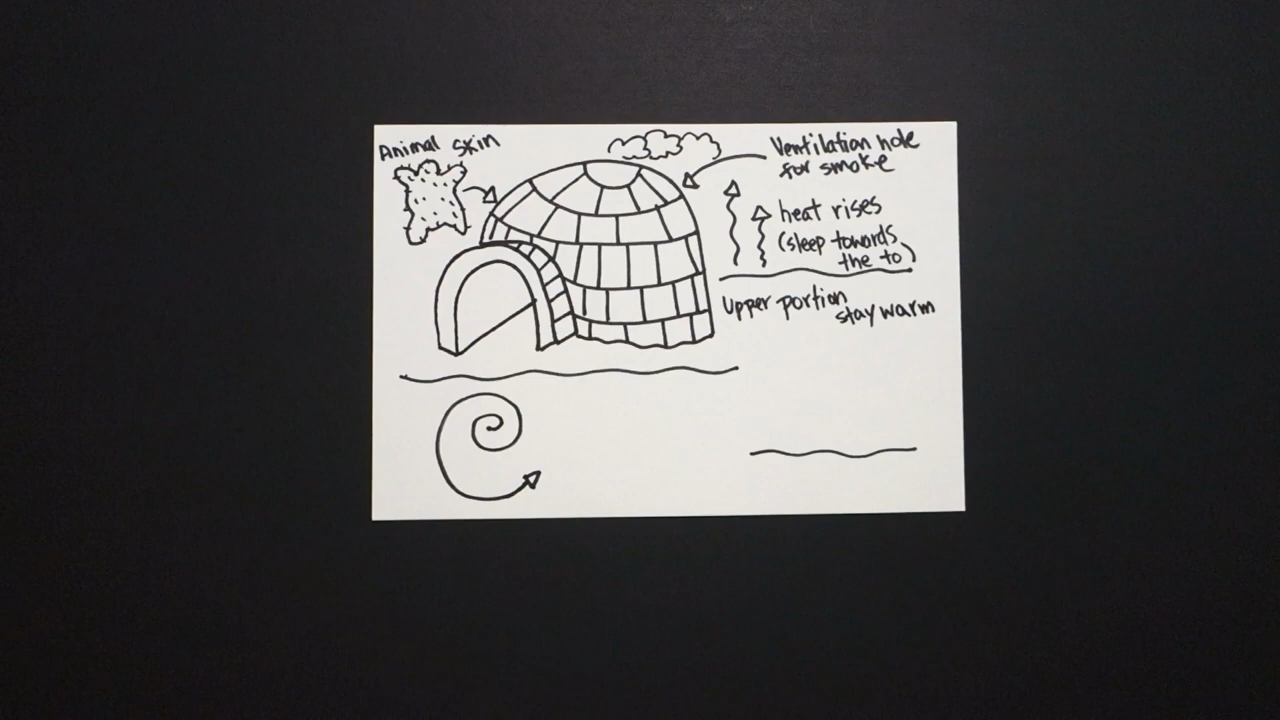 Animal Skin
Ventilation hole
for smoke
heat rises
(sleep towards
the to)
Upper portion
stay warm